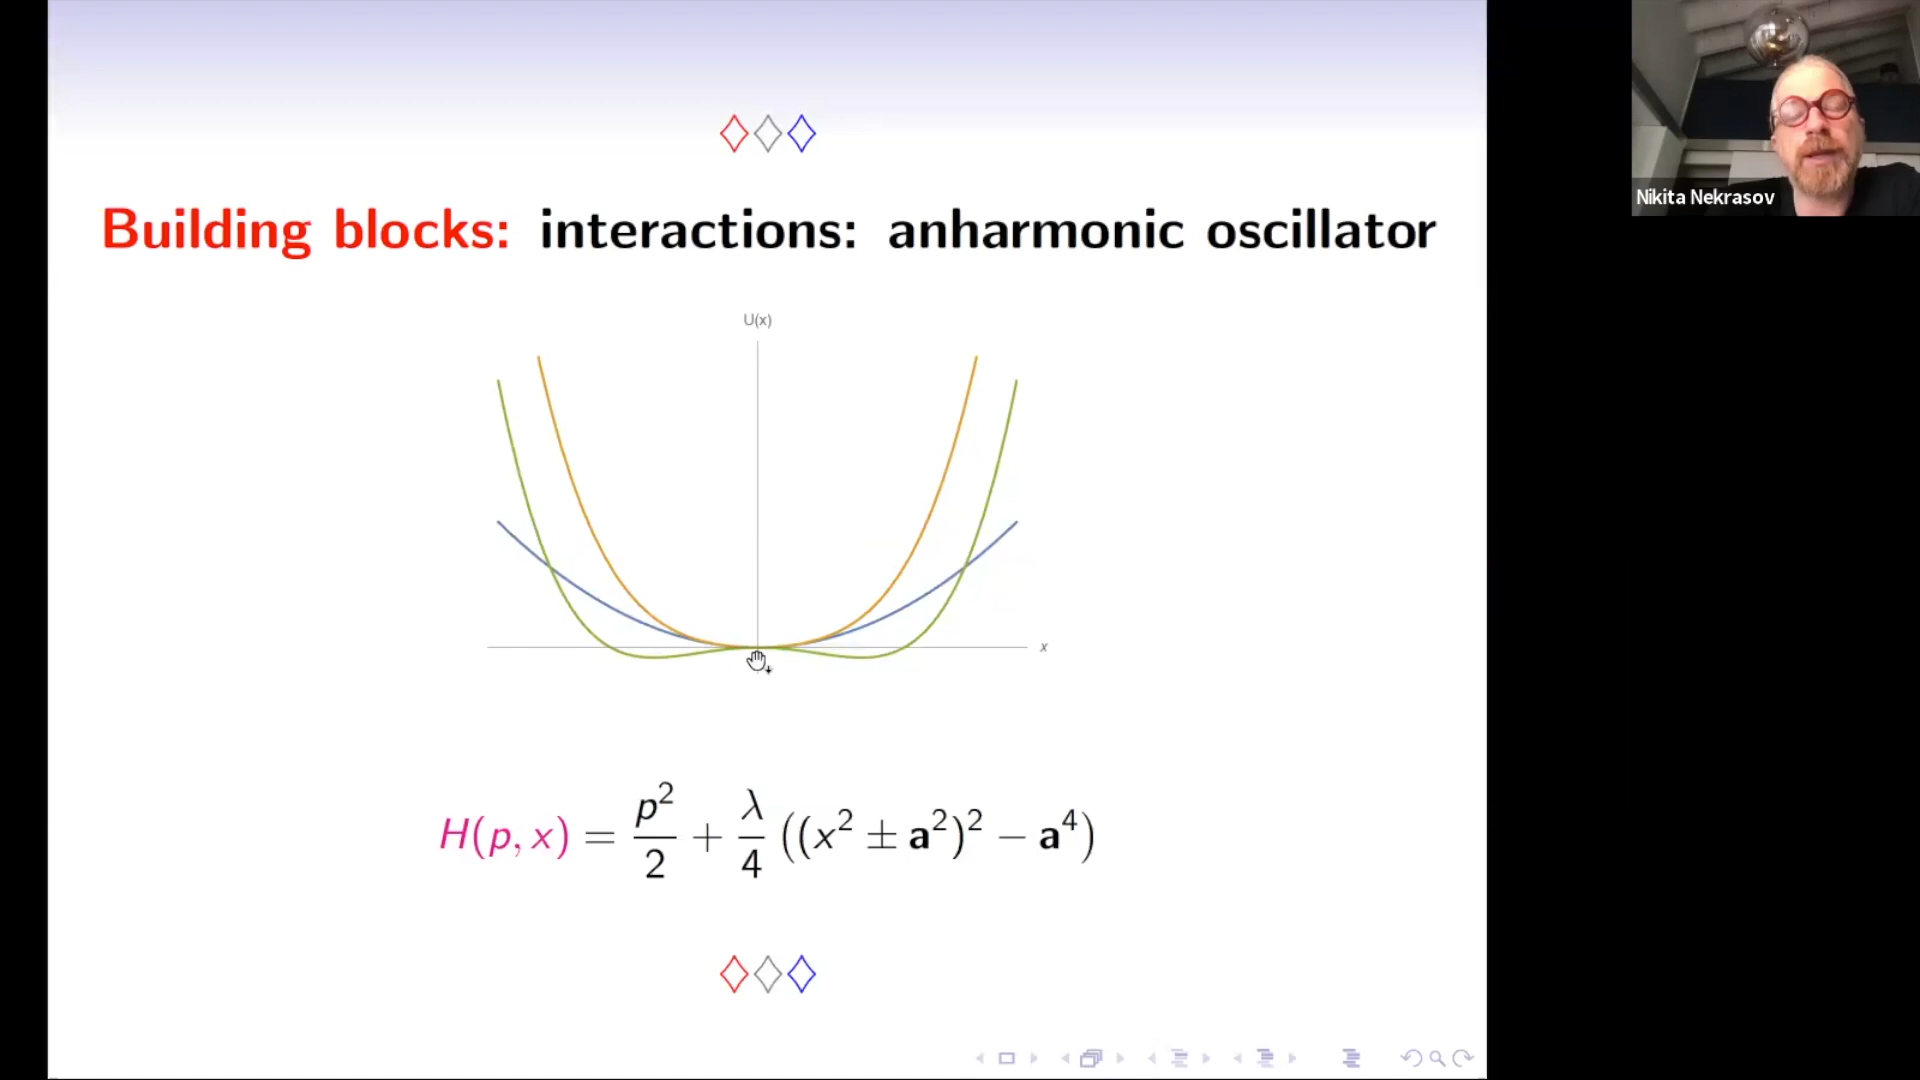 Building blocks: interactions: anharmonic oscillator
Nikita Nekrasov
U(x)
x
H(p, x) = p²/2 + λ/4 ((x² ± a²)² − a⁴)